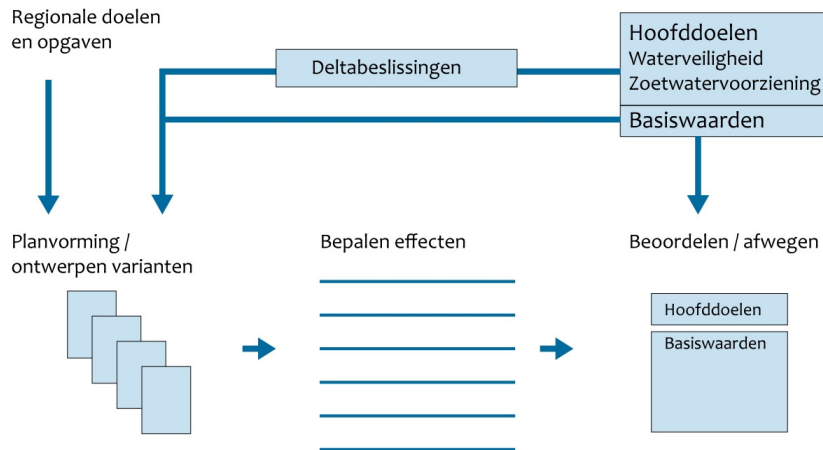 Regionale doelen
en opgaven
Deltabeslissingen
Hoofddoelen
Waterveiligheid
Zoetwatervoorziening
Basiswaarden
Planvorming /
ontwerpen varianten
Bepalen effecten
Beoordelen / afwegen
Hoofddoelen
Basiswaarden